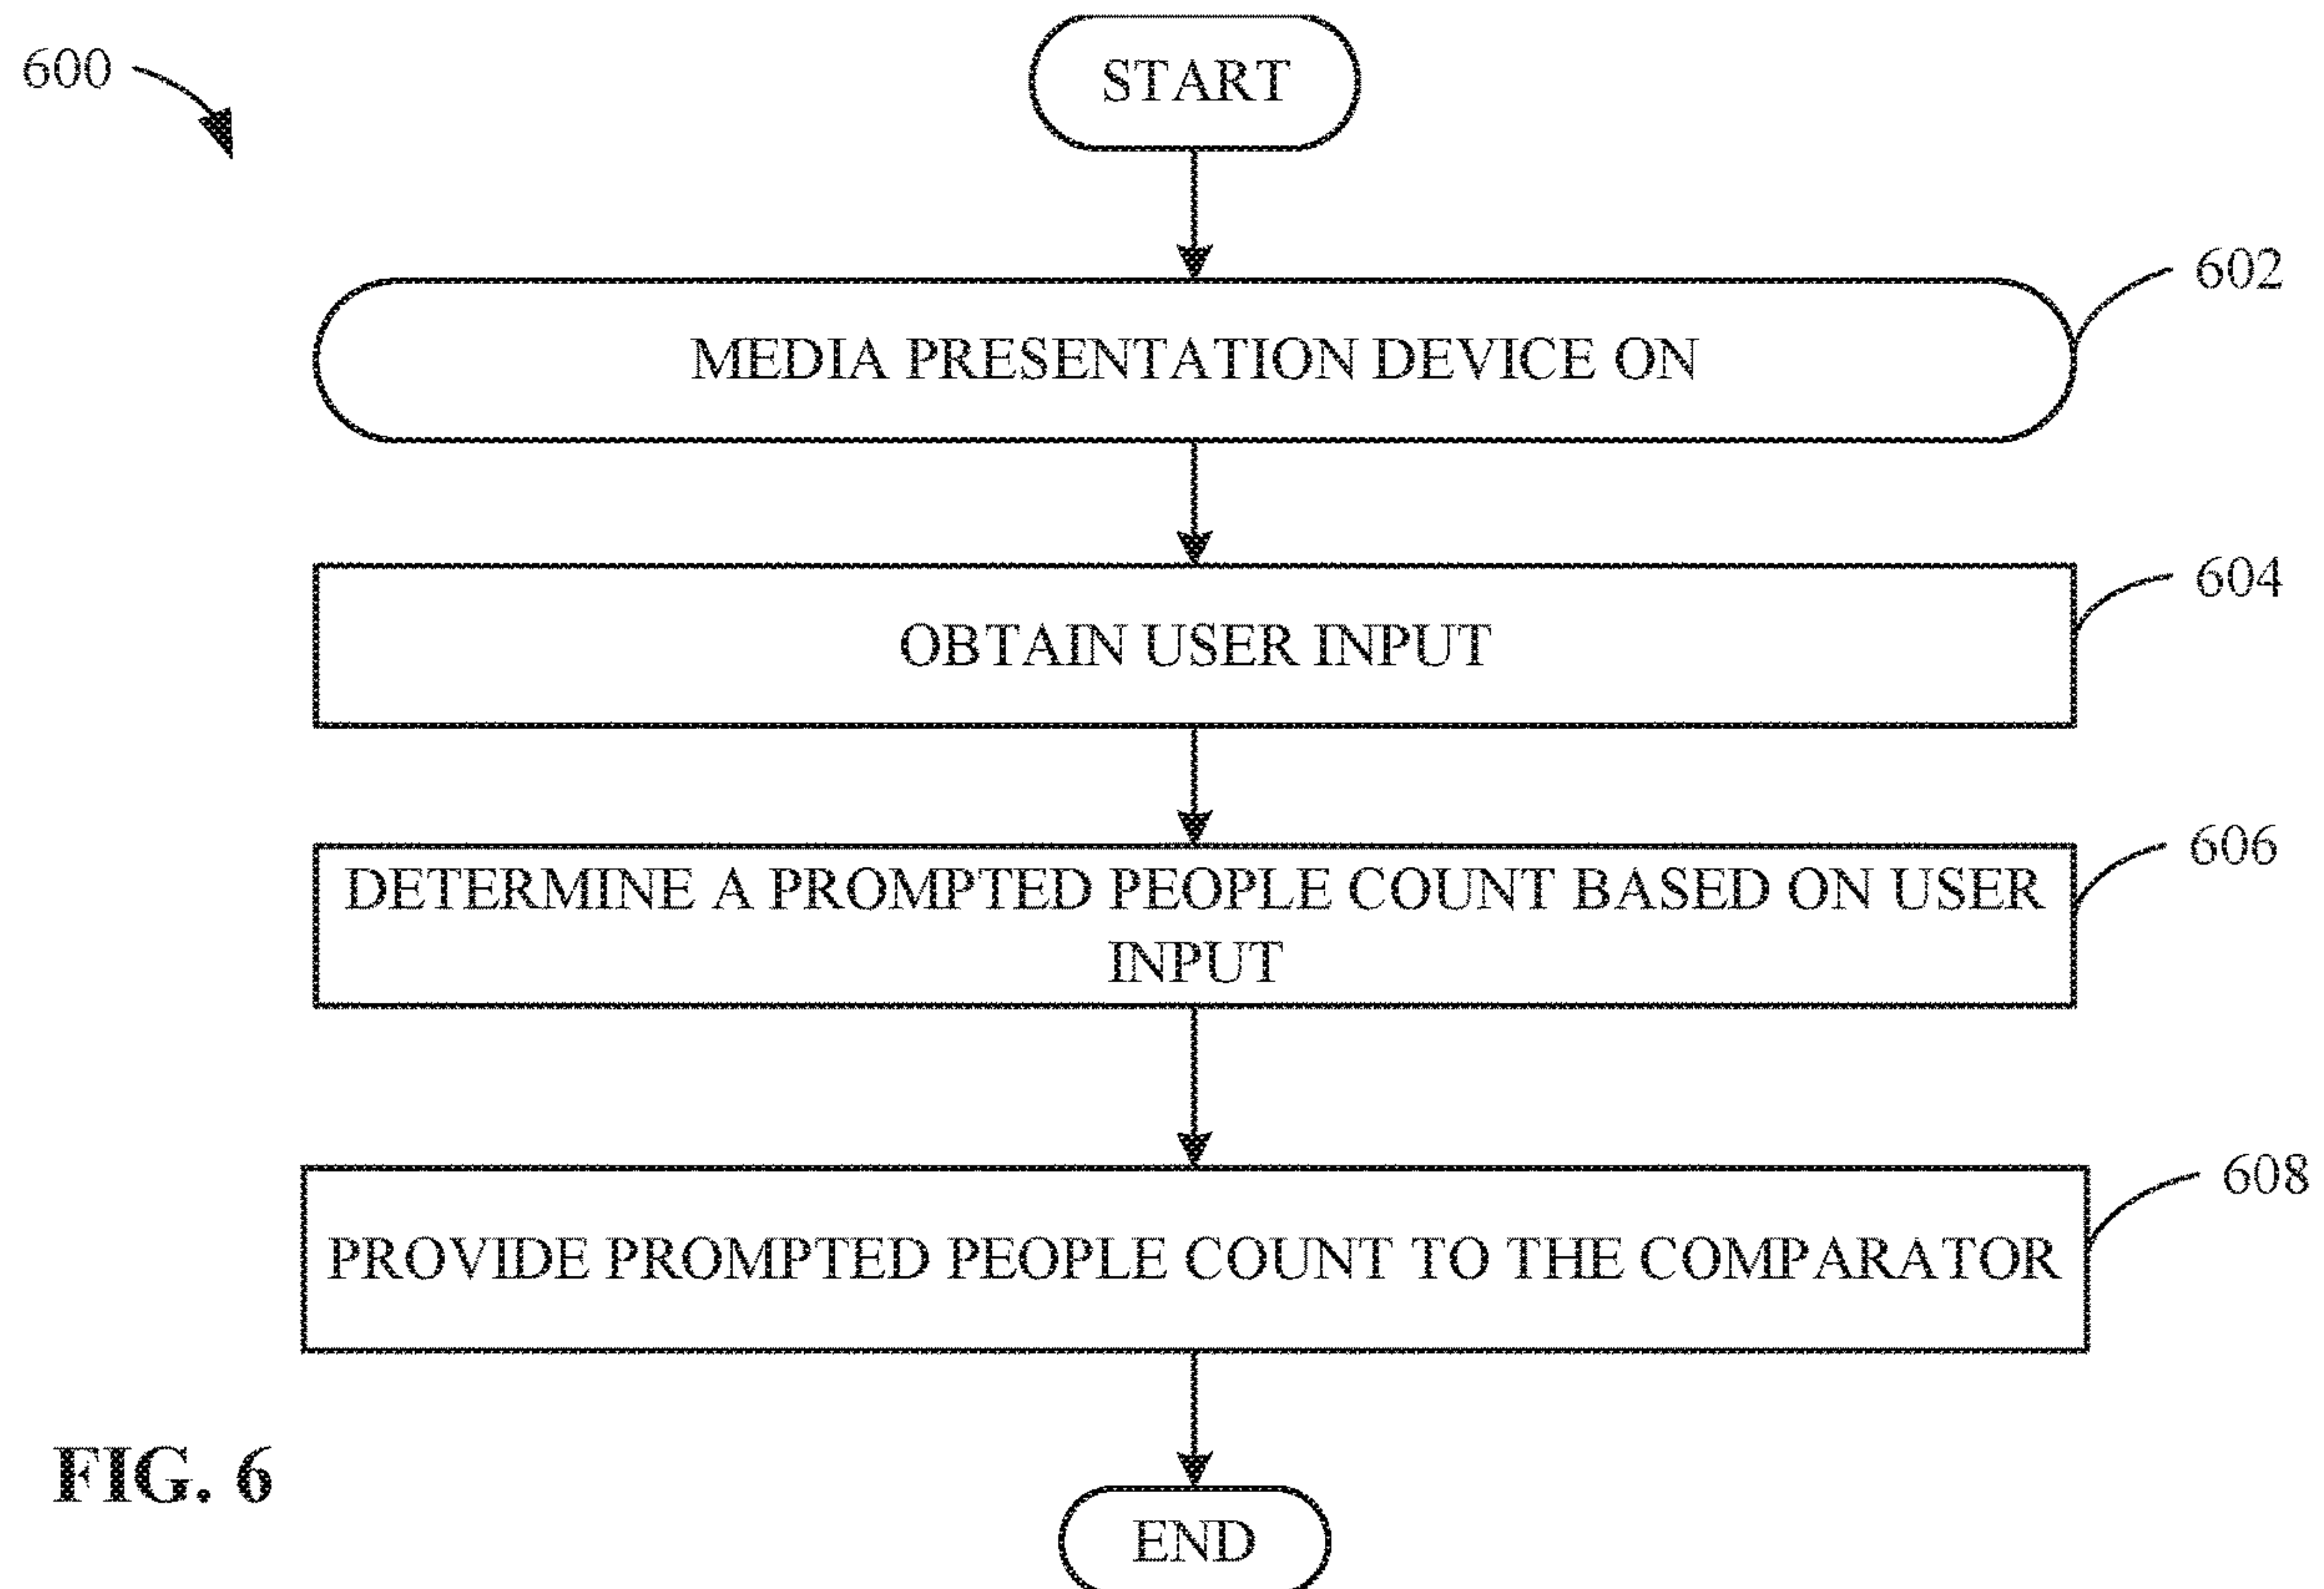 600
START
602
MEDIA PRESENTATION DEVICE ON
604
OBTAIN USER INPUT
606
DETERMINE A PROMPTED PEOPLE COUNT BASED ON USER
INPUT
608
PROVIDE PROMPTED PEOPLE COUNT TO THE COMPARATOR
FIG. 6
END